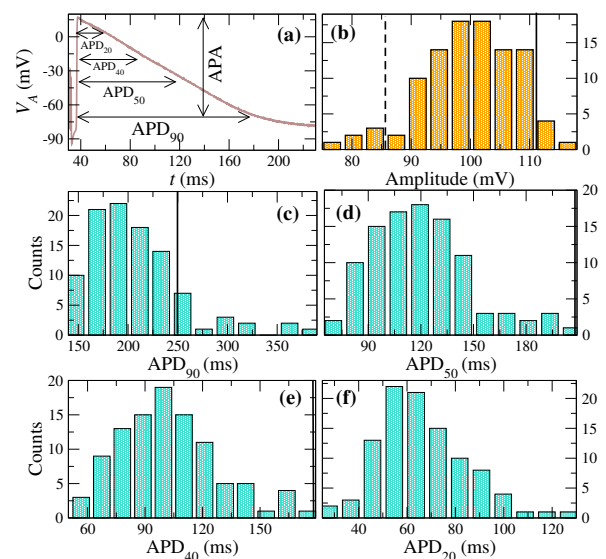 0
-30
-60
-90
V_A (mV)
40 80 120 160 200
t (ms)
(a)
APD20
APD40
APD50
APD90
APA
(b)
80 90 100 110
Amplitude (mV)
0
5
10
15
(c)
20
15
10
5
0
Counts
150 200 250 300 350
APD90 (ms)
(d)
20
15
10
5
0
90 120 150 180
APD50 (ms)
(e)
20
15
10
5
0
Counts
60 90 120 150
APD40 (ms)
(f)
20
15
10
5
0
40 60 80 100 120
APD20 (ms)